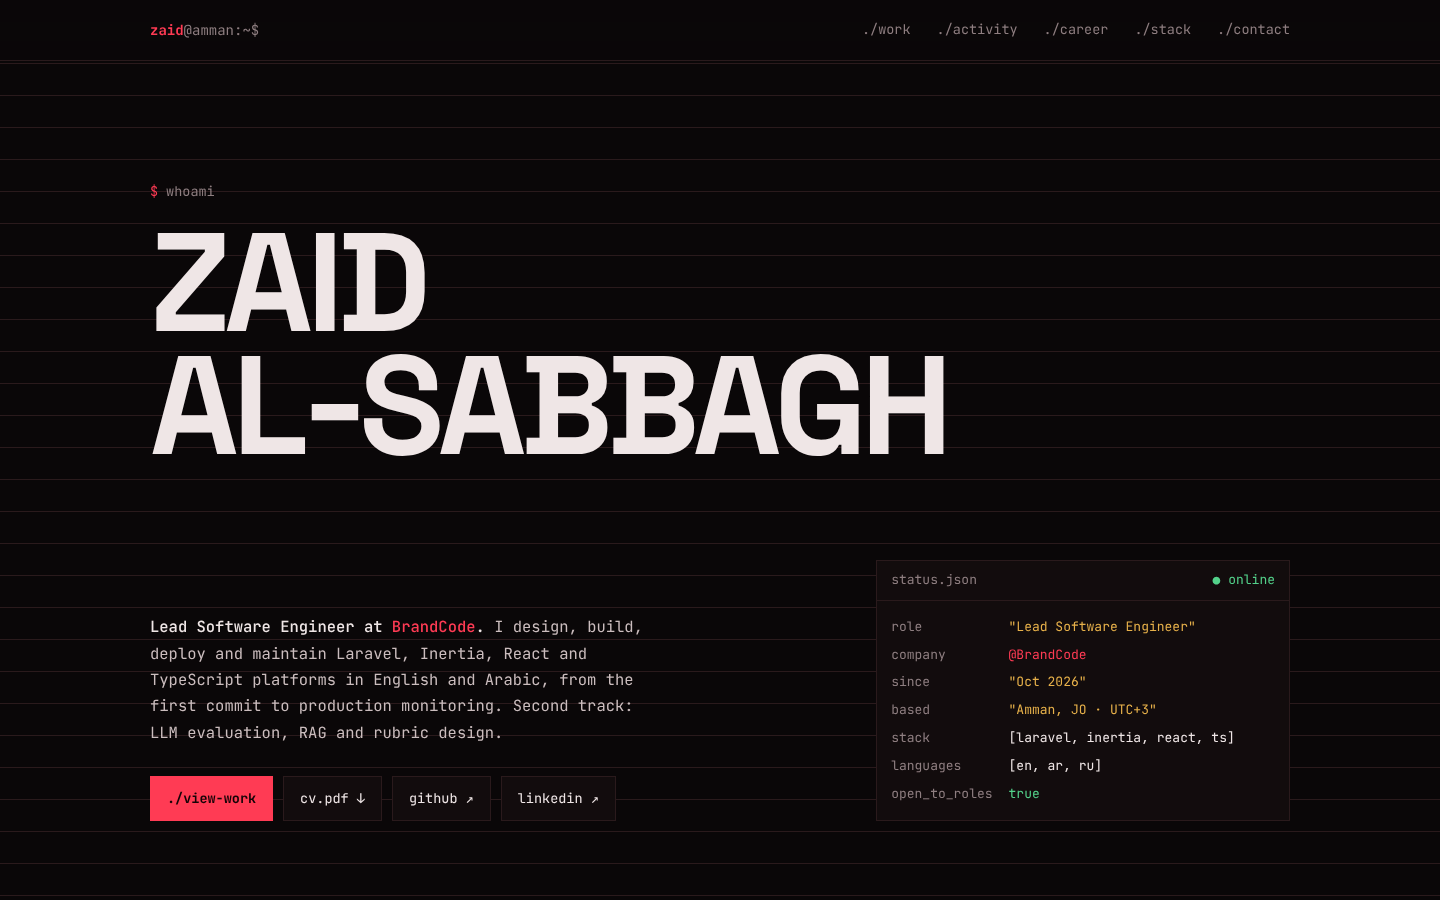 zaid@amman:~$
./work ./activity ./career ./stack ./contact
$ whoami
ZAID
AL-SABBAGH
Lead Software Engineer at BrandCode. I design, build,
deploy and maintain Laravel, Inertia, React and
TypeScript platforms in English and Arabic, from the
first commit to production monitoring. Second track:
LLM evaluation, RAG and rubric design.
./view-work
cv.pdf ↓
github ↗
linkedin ↗
status.json ● online
role "Lead Software Engineer"
company @BrandCode
since "Oct 2026"
based "Amman, JO · UTC+3"
stack [laravel, inertia, react, ts]
languages [en, ar, ru]
open_to_roles true